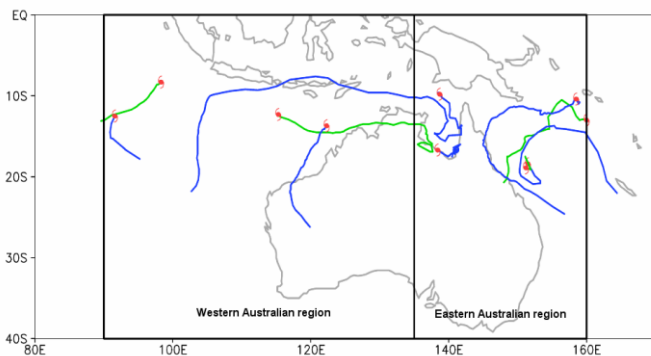 EQ
10S
20S
30S
40S
Western Australian region
Eastern Australian region
80E
100E
120E
140E
160E